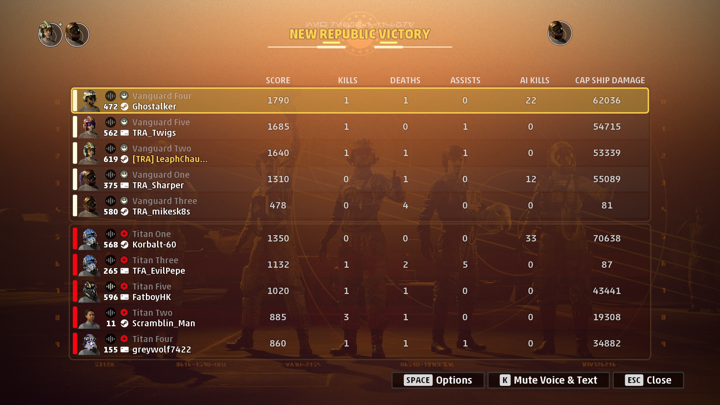 NEW REPUBLIC VICTORY
SCORE KILLS DEATHS ASSISTS AI KILLS CAP SHIP DAMAGE
Vanguard Four
472 Ghostalker 1790 1 1 0 22 62036
Vanguard Five
562 TRA_Twigs 1685 1 0 1 0 54715
Vanguard Two
619 [TRA] LeaphChau... 1640 1 1 1 0 53339
Vanguard One
375 TRA_Sharper 1310 0 1 0 12 55089
Vanguard Three
580 TRA_mikesk8s 478 0 4 0 0 81
Titan One
568 Korbalt-60 1350 0 0 0 33 70638
Titan Three
265 TFA_EvilPepe 1132 1 2 5 0 87
Titan Five
596 FatboyHK 1020 1 1 0 0 43441
Titan Two
11 Scramblin_Man 885 3 1 0 0 19308
Titan Four
155 greywolf7422 860 1 1 1 0 34882
SPACE Options K Mute Voice & Text ESC Close